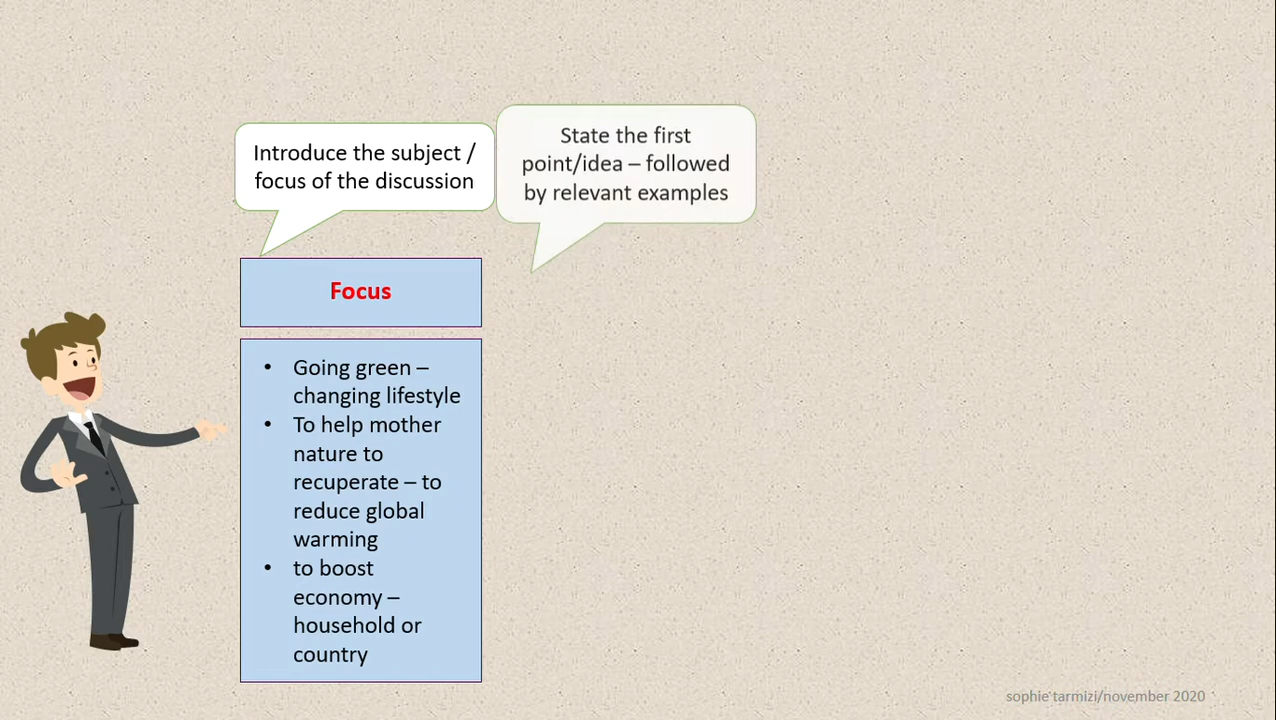 Introduce the subject /
focus of the discussion
State the first
point/idea – followed
by relevant examples
Focus
• Going green –
changing lifestyle
• To help mother
nature to
recuperate – to
reduce global
warming
• to boost
economy –
household or
country
sophie tarmizi/november 2020